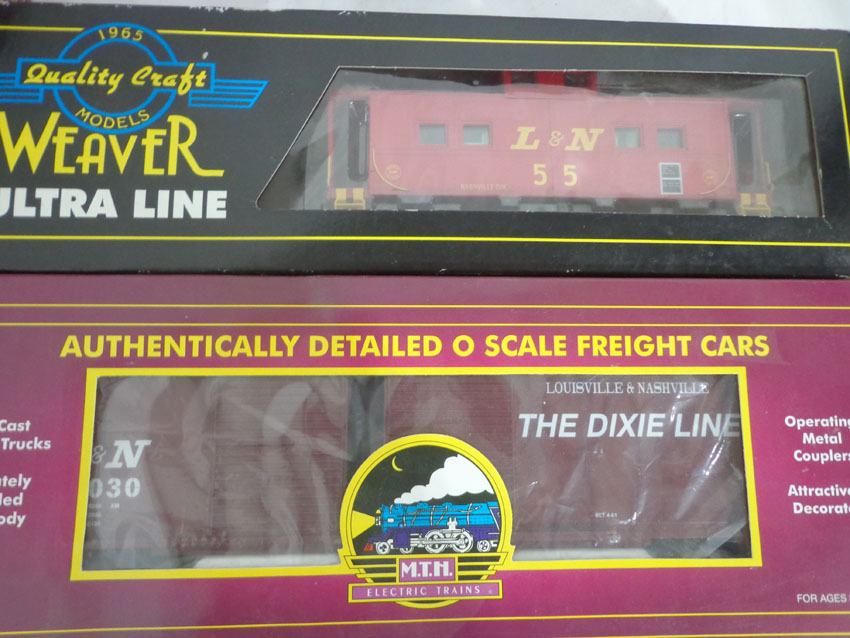 1965
Quality Craft
MODELS
WEAVER
ULTRA LINE
L&N
55
AUTHENTICALLY DETAILED O SCALE FREIGHT CARS
Cast
Trucks
&N
030
LOUISVILLE & NASHVILLE
THE DIXIE LINE
Operating
Metal
Couplers
Attractive
Decorat
M.T.H.
ELECTRIC TRAINS
FOR AGES